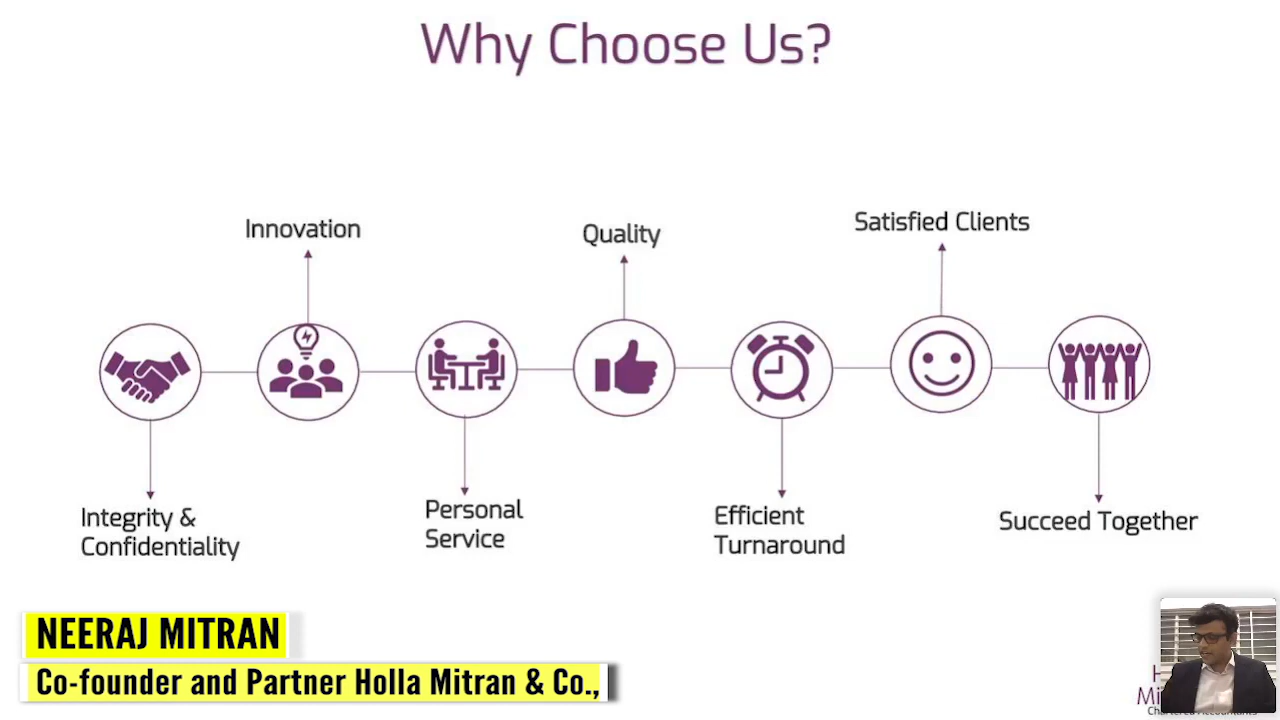 Why Choose Us?
Innovation
Quality
Satisfied Clients
Integrity &
Confidentiality
Personal
Service
Efficient
Turnaround
Succeed Together
NEERAJ MITRAN
Co-founder and Partner Holla Mitran & Co.,